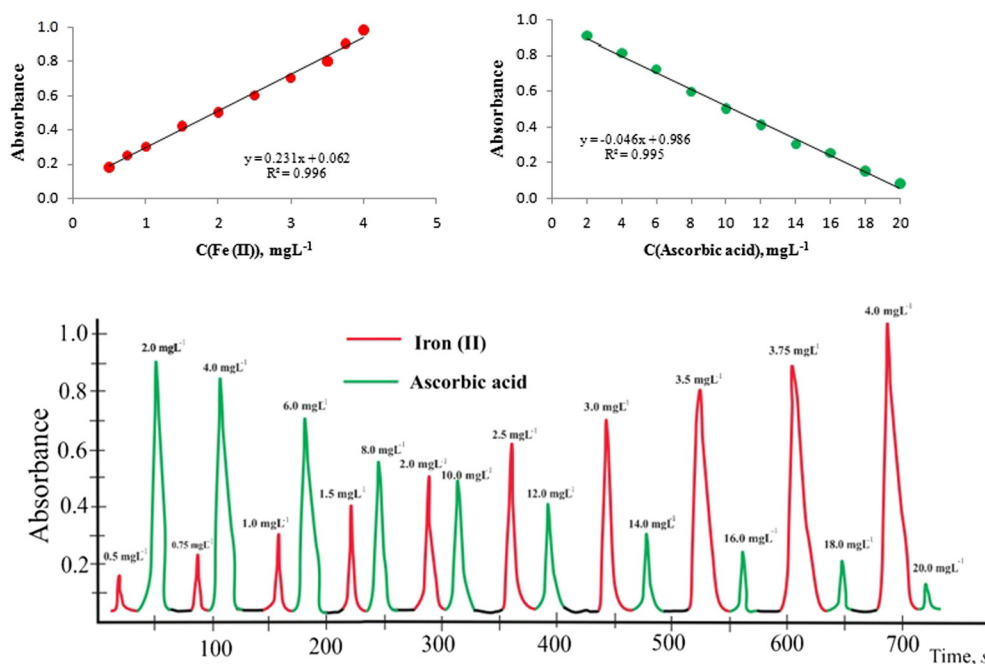 Absorbance
1.0
0.8
0.6
0.4
0.2
0.0
y = 0.231x + 0.062
R² = 0.996
0 1 2 3 4 5
C(Fe (II)), mgL⁻¹
Absorbance
1.0
0.8
0.6
0.4
0.2
0.0
y = -0.046x + 0.986
R² = 0.995
0 2 4 6 8 10 12 14 16 18 20
C(Ascorbic acid), mgL⁻¹
Absorbance
1.0
0.8
0.6
0.4
0.2
Iron (II)
Ascorbic acid
0.5 mgL⁻¹
2.0 mgL⁻¹
0.75 mgL⁻¹
4.0 mgL⁻¹
1.0 mgL⁻¹
6.0 mgL⁻¹
1.5 mgL⁻¹
8.0 mgL⁻¹
2.0 mgL⁻¹
10.0 mgL⁻¹
2.5 mgL⁻¹
12.0 mgL⁻¹
3.0 mgL⁻¹
14.0 mgL⁻¹
3.5 mgL⁻¹
16.0 mgL⁻¹
3.75 mgL⁻¹
18.0 mgL⁻¹
4.0 mgL⁻¹
20.0 mgL⁻¹
100 200 300 400 500 600 700
Time, s